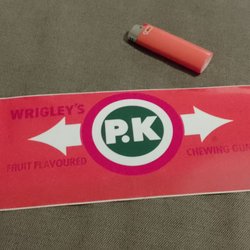 WRIGLEY'S
P.K
FRUIT FLAVOURED
CHEWING GUM